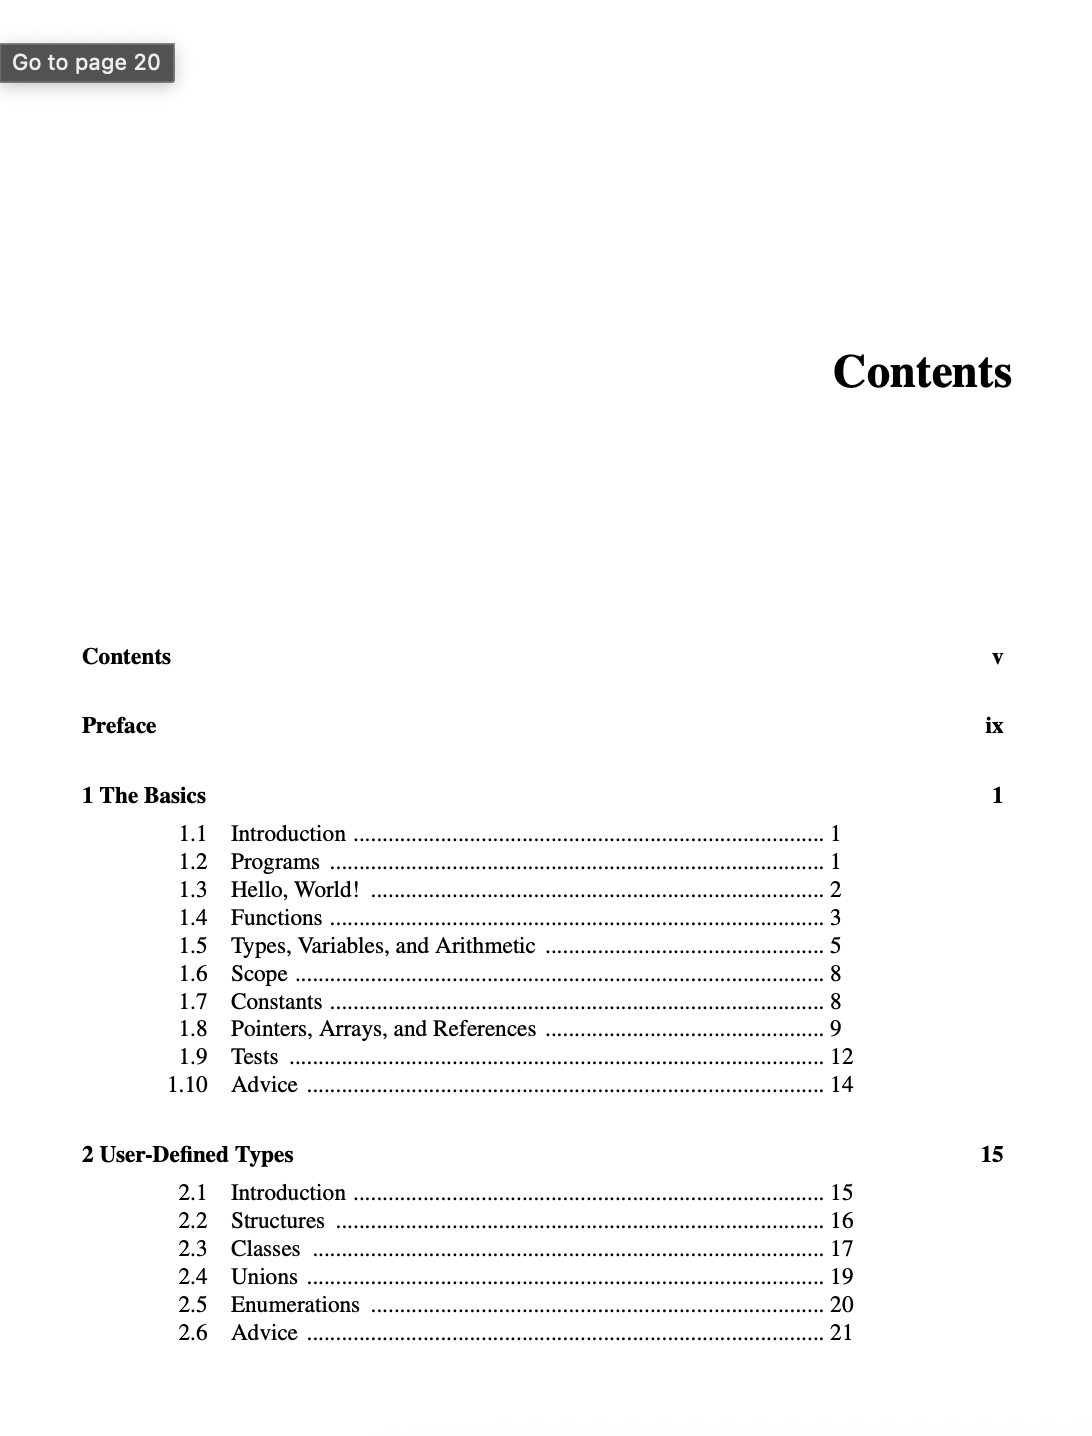 Go to page 20
Contents
Contents v
Preface ix
1 The Basics 1
1.1 Introduction ................................................................................. 1
1.2 Programs ..................................................................................... 1
1.3 Hello, World! .............................................................................. 2
1.4 Functions ..................................................................................... 3
1.5 Types, Variables, and Arithmetic ................................................ 5
1.6 Scope ........................................................................................... 8
1.7 Constants ..................................................................................... 8
1.8 Pointers, Arrays, and References ................................................ 9
1.9 Tests ............................................................................................ 12
1.10 Advice ......................................................................................... 14
2 User-Defined Types 15
2.1 Introduction ................................................................................. 15
2.2 Structures .................................................................................... 16
2.3 Classes ........................................................................................ 17
2.4 Unions ......................................................................................... 19
2.5 Enumerations .............................................................................. 20
2.6 Advice ......................................................................................... 21